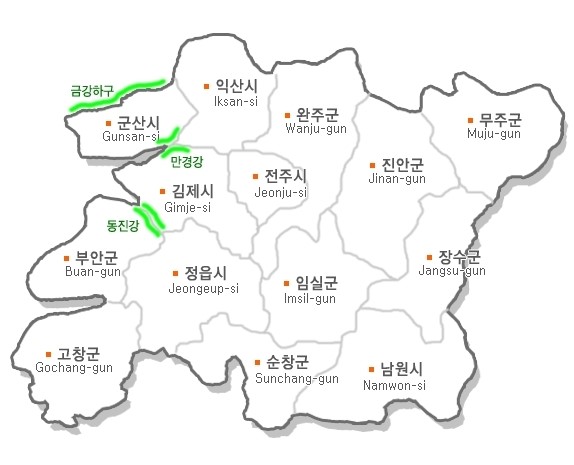 익산시
Iksan-si
금강하구
군산시
Gunsan-si
완주군
Wanju-gun
무주군
Muju-gun
만경강
진안군
Jinan-gun
전주시
Jeonju-si
김제시
Gimje-si
동진강
부안군
Buan-gun
정읍시
Jeongeup-si
임실군
Imsil-gun
장수군
Jangsu-gun
고창군
Gochang-gun
순창군
Sunchang-gun
남원시
Namwon-si